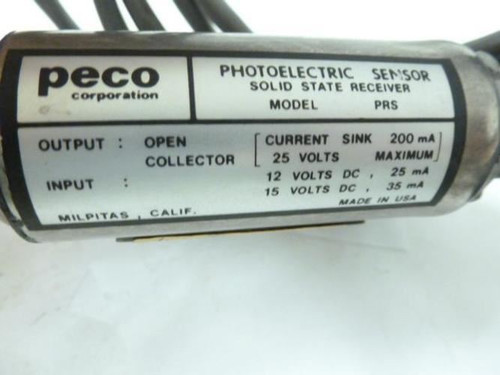 peco
corporation
PHOTOELECTRIC SENSOR
SOLID STATE RECEIVER
MODEL PRS
OUTPUT : OPEN COLLECTOR [ CURRENT SINK 200 mA
25 VOLTS MAXIMUM ]
INPUT : 12 VOLTS DC , 25 mA
15 VOLTS DC , 35 mA
MADE IN USA
MILPITAS , CALIF.